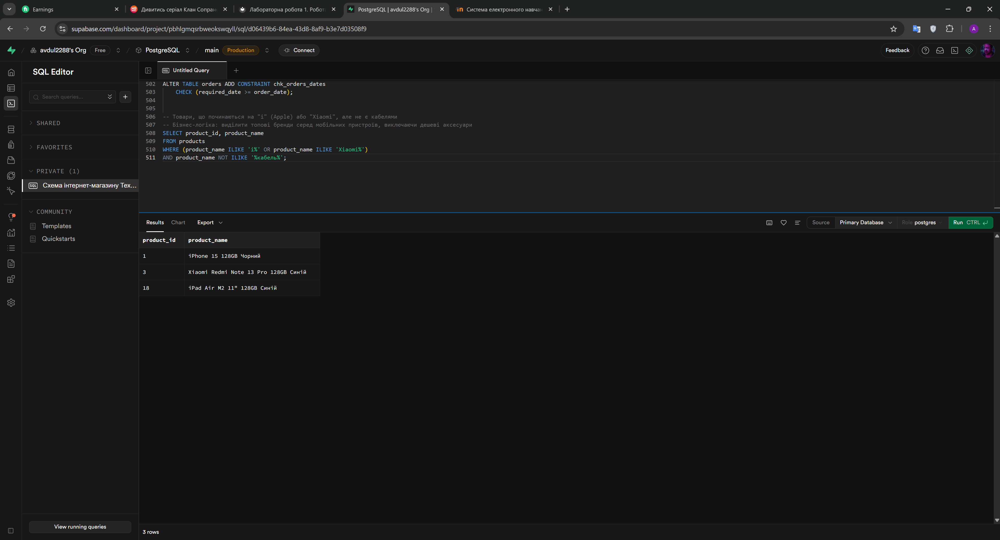 Earnings
Дивитись серіал Клан Сопран
Лабораторна робота 1. Робота
PostgreSQL | avdul2288's Org |
Система електронного навчан
supabase.com/dashboard/project/pbhlgmqsrbweokswqyll/sql/d06439b6-84ea-43d8-8af9-b3e7d03508f9
A
avdul2288's Org Free / PostgreSQL / main Production Connect
Feedback
SQL Editor
SQL Untitled Query
Search queries...
SHARED
FAVORITES
PRIVATE (1)
SQL Схема інтернет-магазину Тех...
COMMUNITY
Templates
Quickstarts
View running queries
502 ALTER TABLE orders ADD CONSTRAINT chk_orders_dates
503 CHECK (required_date >= order_date);
504
505
506 -- Товари, що починаються на "i" (Apple) або "Xiaomi", але не є кабелями
507 -- Бізнес-логіка: виділити топові бренди серед мобільних пристроїв, виключаючи дешеві аксесуари
508 SELECT product_id, product_name
509 FROM products
510 WHERE (product_name ILIKE 'i%' OR product_name ILIKE 'Xiaomi%')
511 AND product_name NOT ILIKE '%кабель%';
Results Chart Export
Source Primary Database Role postgres Run CTRL
product_id product_name
1 iPhone 15 128GB Чорний
3 Xiaomi Redmi Note 13 Pro 128GB Синій
18 iPad Air M2 11" 128GB Синій
3 rows